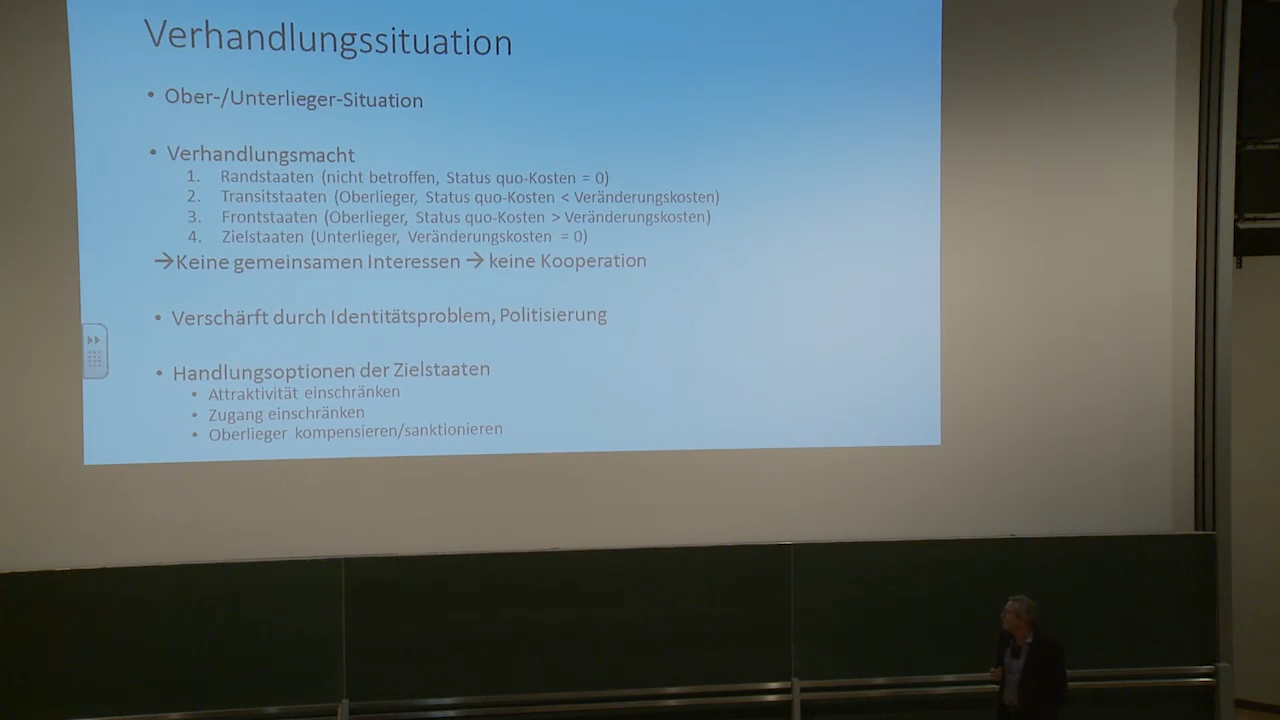 Verhandlungssituation
• Ober-/Unterlieger-Situation
• Verhandlungsmacht
1. Randstaaten (nicht betroffen, Status quo-Kosten = 0)
2. Transitstaaten (Oberlieger, Status quo-Kosten < Veränderungskosten)
3. Frontstaaten (Oberlieger, Status quo-Kosten > Veränderungskosten)
4. Zielstaaten (Unterlieger, Veränderungskosten = 0)
→Keine gemeinsamen Interessen → keine Kooperation
• Verschärft durch Identitätsproblem, Politisierung
• Handlungsoptionen der Zielstaaten
• Attraktivität einschränken
• Zugang einschränken
• Oberlieger kompensieren/sanktionieren